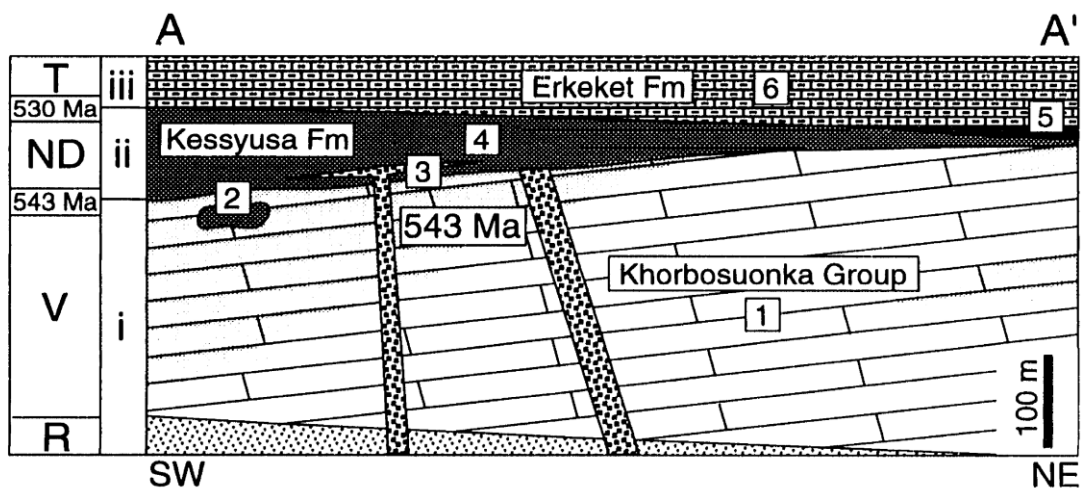 A A'
T iii Erkeket Fm 6
530 Ma 5
ND ii Kessyusa Fm 4
3
543 Ma 2
543 Ma
Khorbosuonka Group
V i 1
100 m
R
SW NE